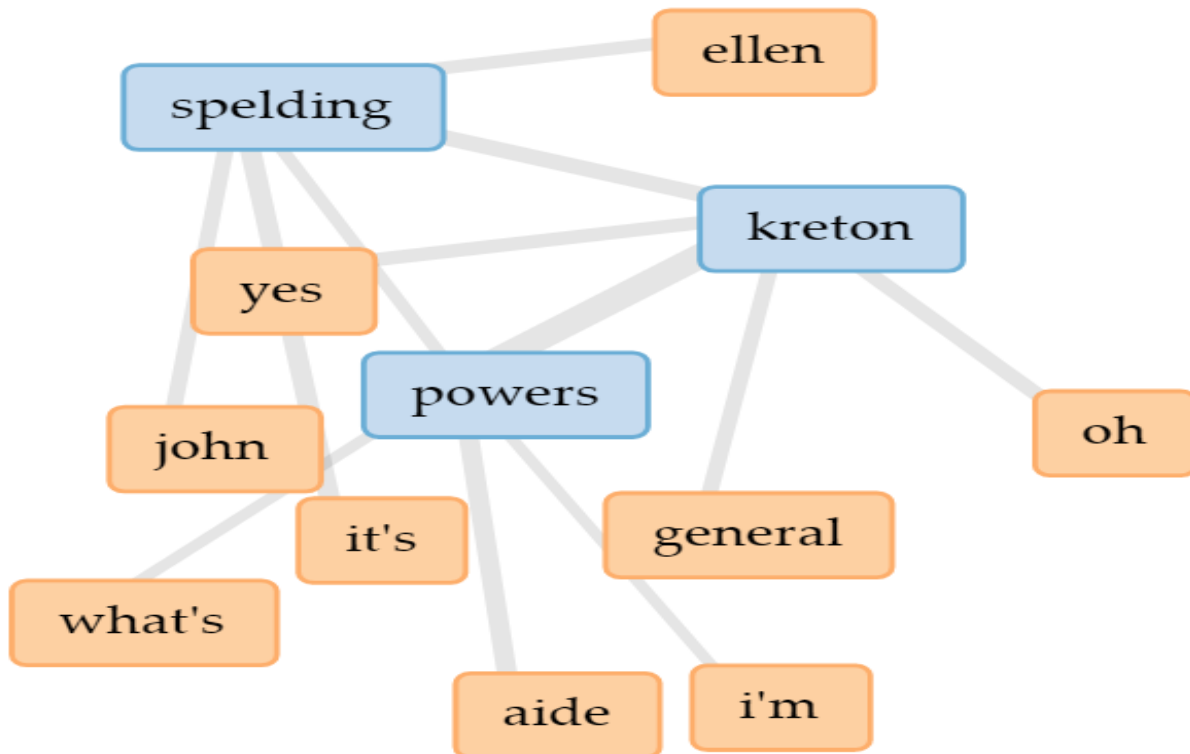 ellen
spelding
kreton
yes
powers
john
oh
it's
general
what's
aide
i'm